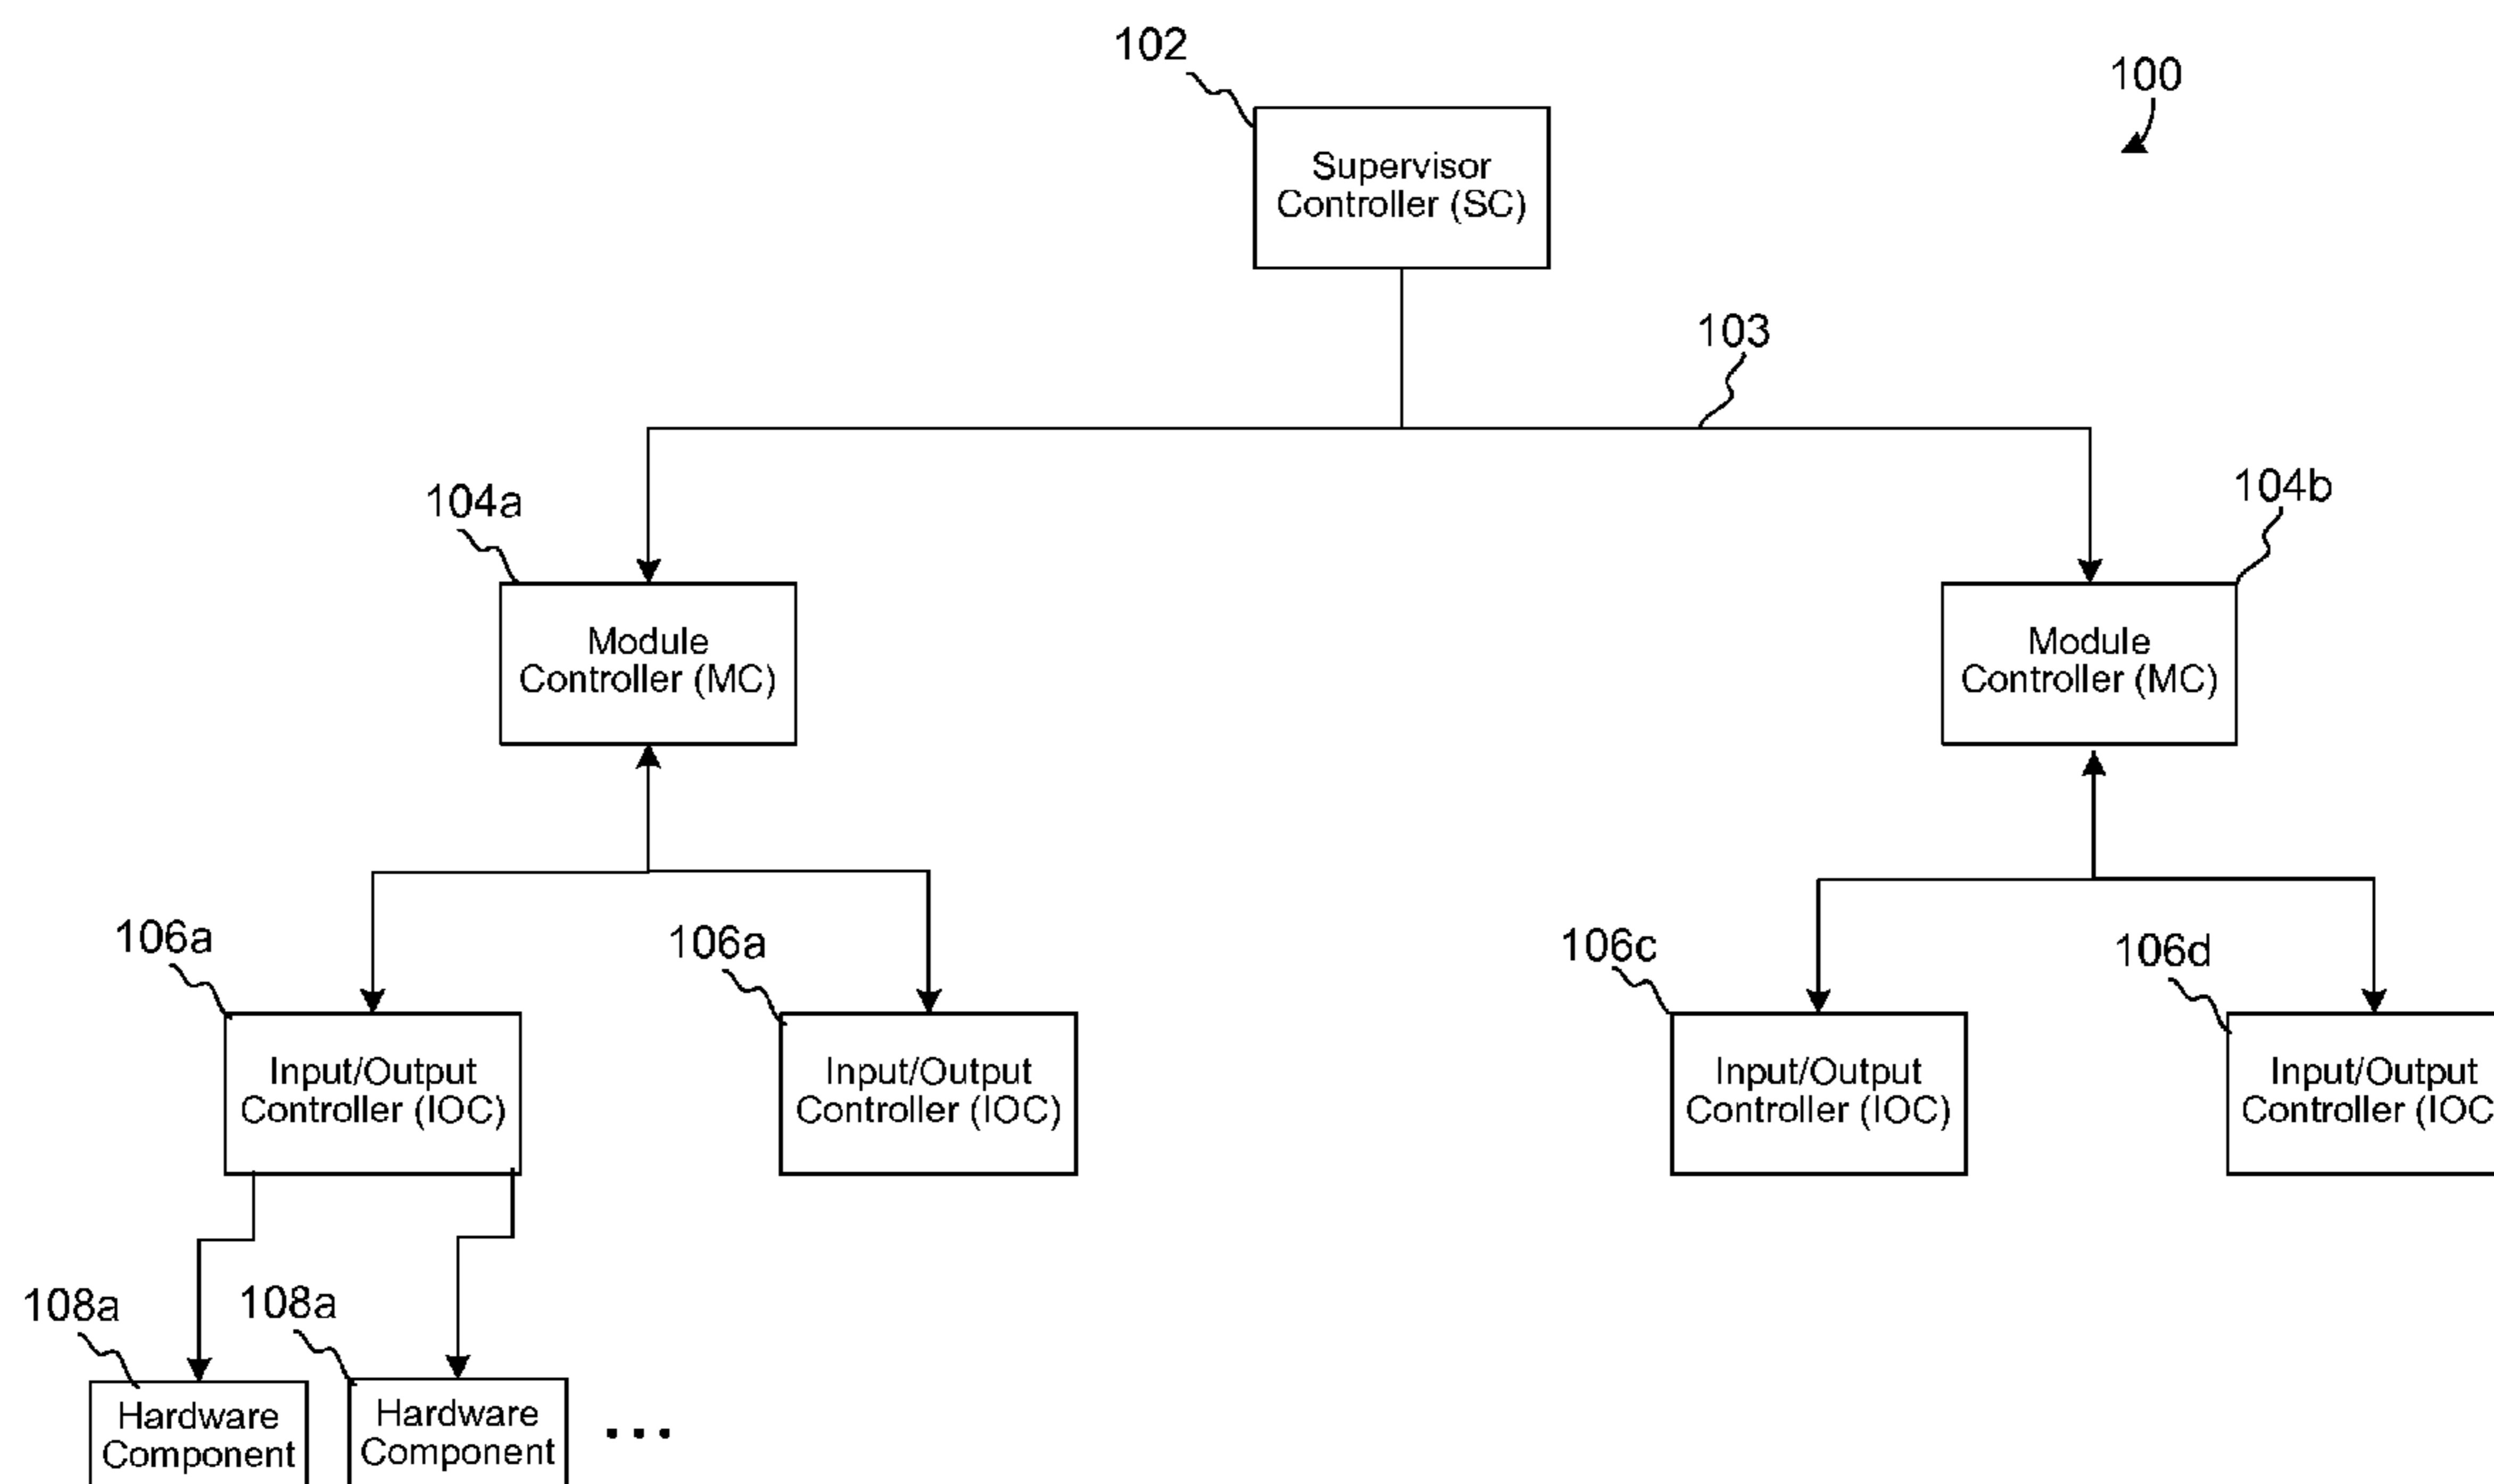 102
100
Supervisor
Controller (SC)
103
104a
104b
Module
Controller (MC)
Module
Controller (MC)
106a
106a
106c
106d
Input/Output
Controller (IOC)
Input/Output
Controller (IOC)
Input/Output
Controller (IOC)
Input/Output
Controller (IOC
108a
108a
Hardware
Component
Hardware
Component
...